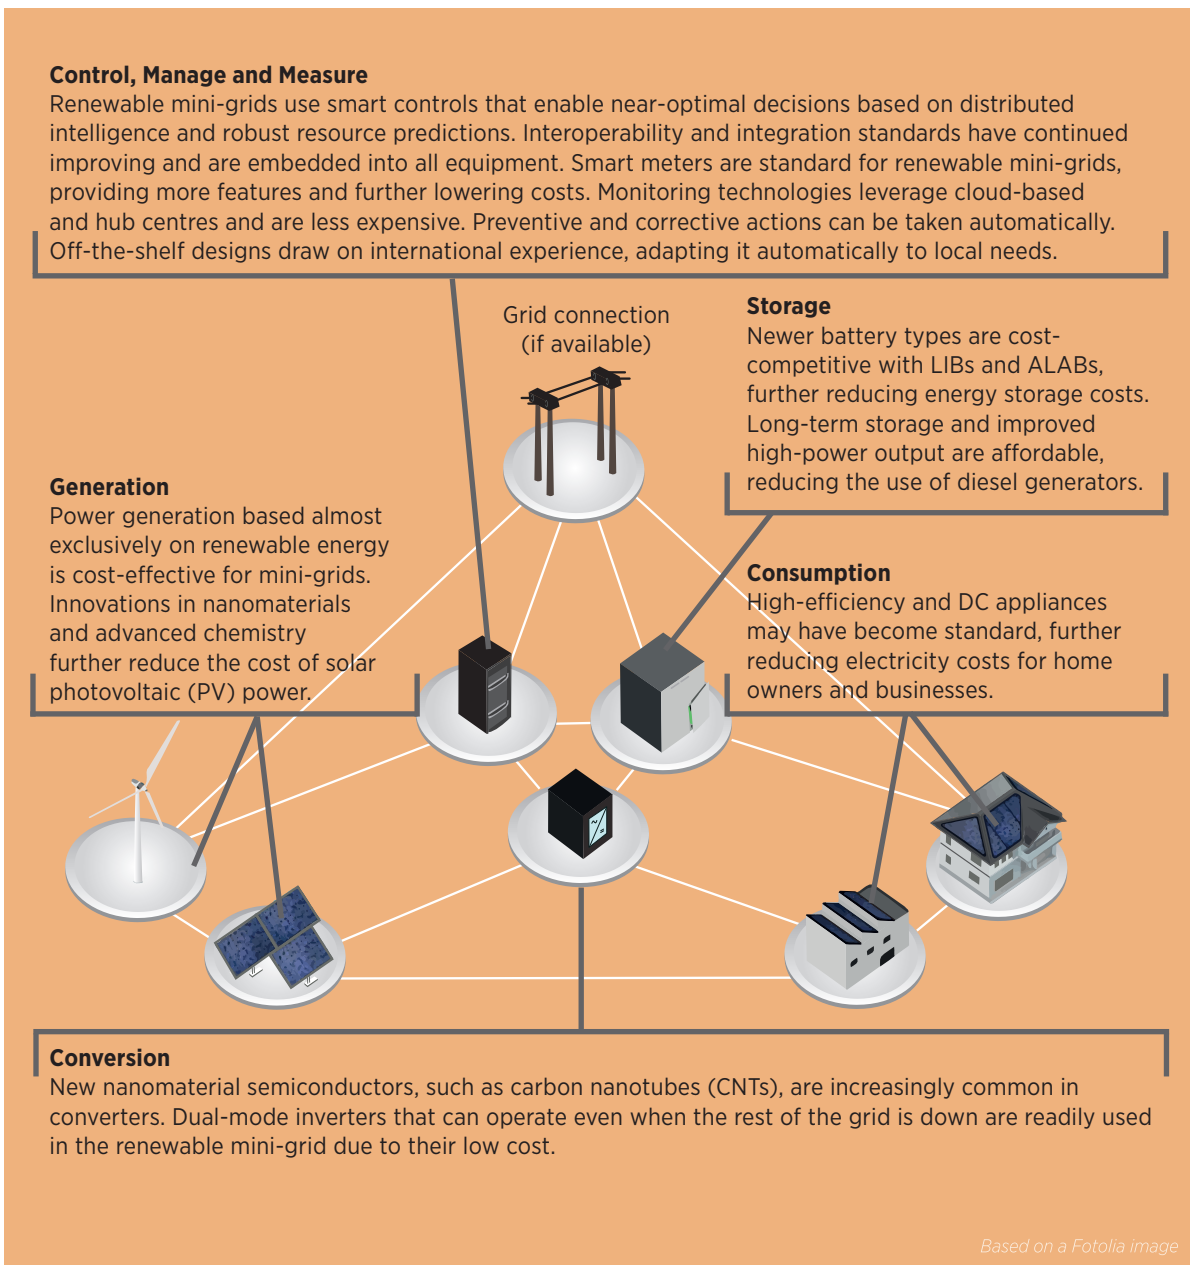 Control, Manage and Measure
Renewable mini-grids use smart controls that enable near-optimal decisions based on distributed
intelligence and robust resource predictions. Interoperability and integration standards have continued
improving and are embedded into all equipment. Smart meters are standard for renewable mini-grids,
providing more features and further lowering costs. Monitoring technologies leverage cloud-based
and hub centres and are less expensive. Preventive and corrective actions can be taken automatically.
Off-the-shelf designs draw on international experience, adapting it automatically to local needs.
Grid connection
(if available)
Storage
Newer battery types are cost-
competitive with LIBs and ALABs,
further reducing energy storage costs.
Long-term storage and improved
high-power output are affordable,
reducing the use of diesel generators.
Generation
Power generation based almost
exclusively on renewable energy
is cost-effective for mini-grids.
Innovations in nanomaterials
and advanced chemistry
further reduce the cost of solar
photovoltaic (PV) power.
Consumption
High-efficiency and DC appliances
may have become standard, further
reducing electricity costs for home
owners and businesses.
Conversion
New nanomaterial semiconductors, such as carbon nanotubes (CNTs), are increasingly common in
converters. Dual-mode inverters that can operate even when the rest of the grid is down are readily used
in the renewable mini-grid due to their low cost.
Based on a Fotolia image